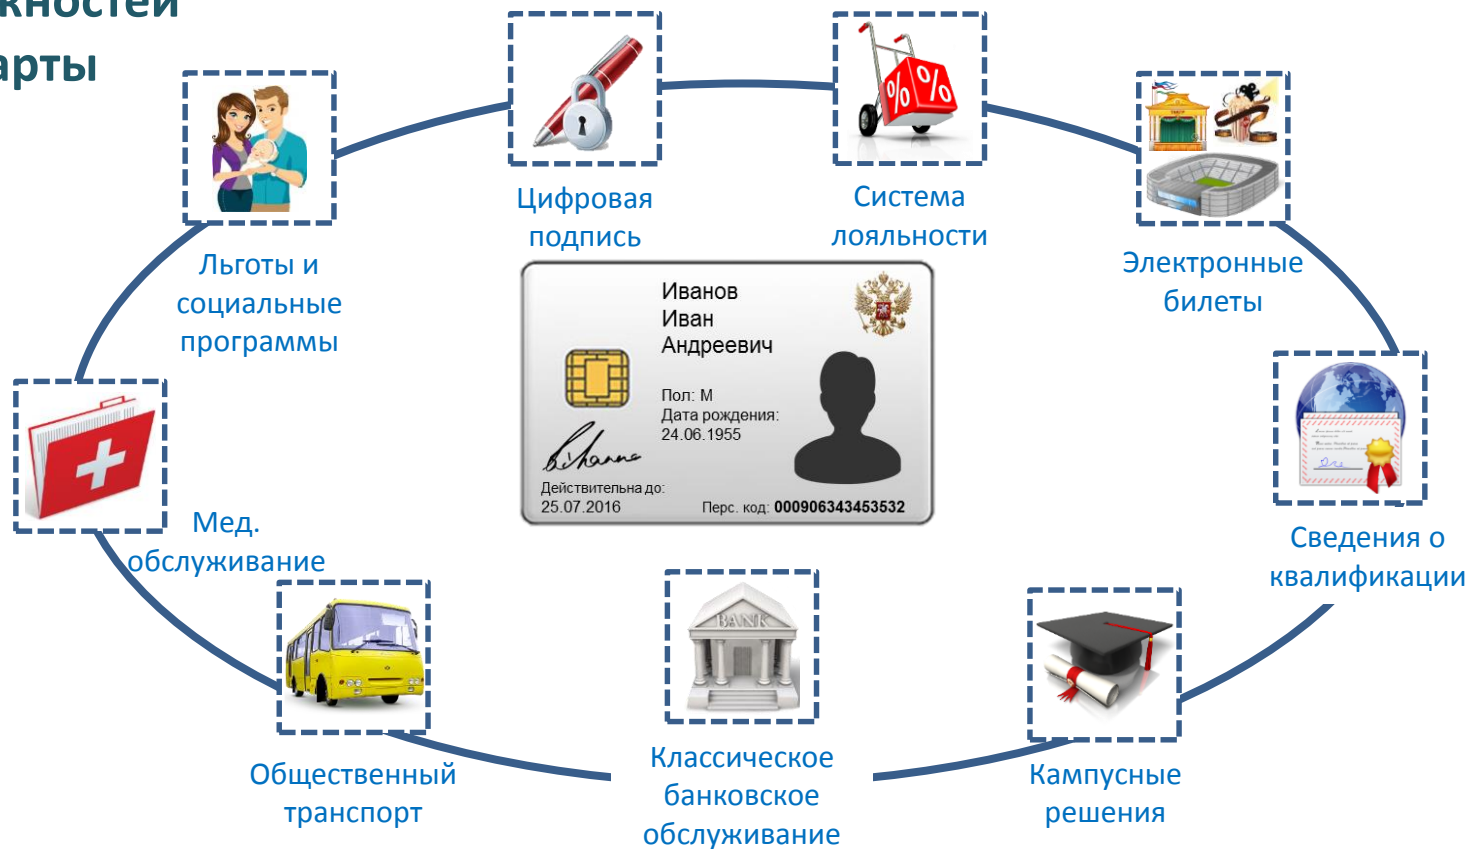 жностей
арты
Цифровая
подпись
Система
лояльности
Льготы и
социальные
программы
Электронные
билеты
Иванов
Иван
Андреевич
Пол: М
Дата рождения:
24.06.1955
Действительна до:
25.07.2016
Перс. код: 000906343453532
Мед.
обслуживание
Сведения о
квалификации
BANK
Общественный
транспорт
Классическое
банковское
обслуживание
Кампусные
решения
% %